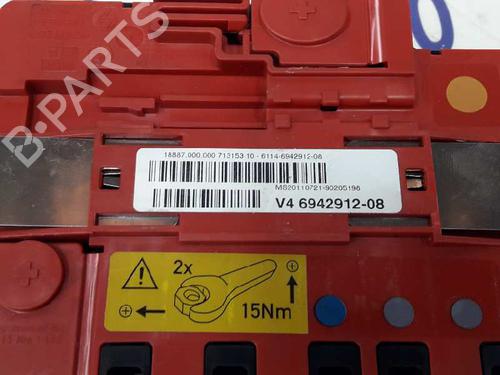 B-PARTS
18887.000.000 713153 10 - 6114-6942912-08
MS20110721-90205196
V4 6942912-08
2x
15Nm